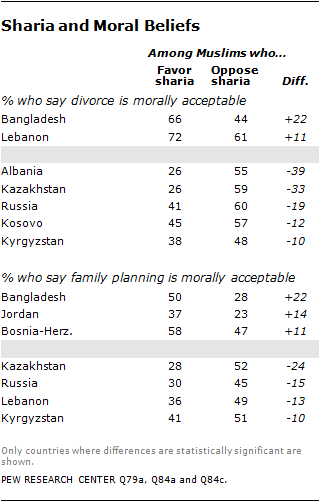 Sharia and Moral Beliefs
Among Muslims who…
Favor sharia Oppose sharia Diff.
% who say divorce is morally acceptable
Bangladesh 66 44 +22
Lebanon 72 61 +11
Albania 26 55 -39
Kazakhstan 26 59 -33
Russia 41 60 -19
Kosovo 45 57 -12
Kyrgyzstan 38 48 -10
% who say family planning is morally acceptable
Bangladesh 50 28 +22
Jordan 37 23 +14
Bosnia-Herz. 58 47 +11
Kazakhstan 28 52 -24
Russia 30 45 -15
Lebanon 36 49 -13
Kyrgyzstan 41 51 -10
Only countries where differences are statistically significant are
shown.
PEW RESEARCH CENTER Q79a, Q84a and Q84c.